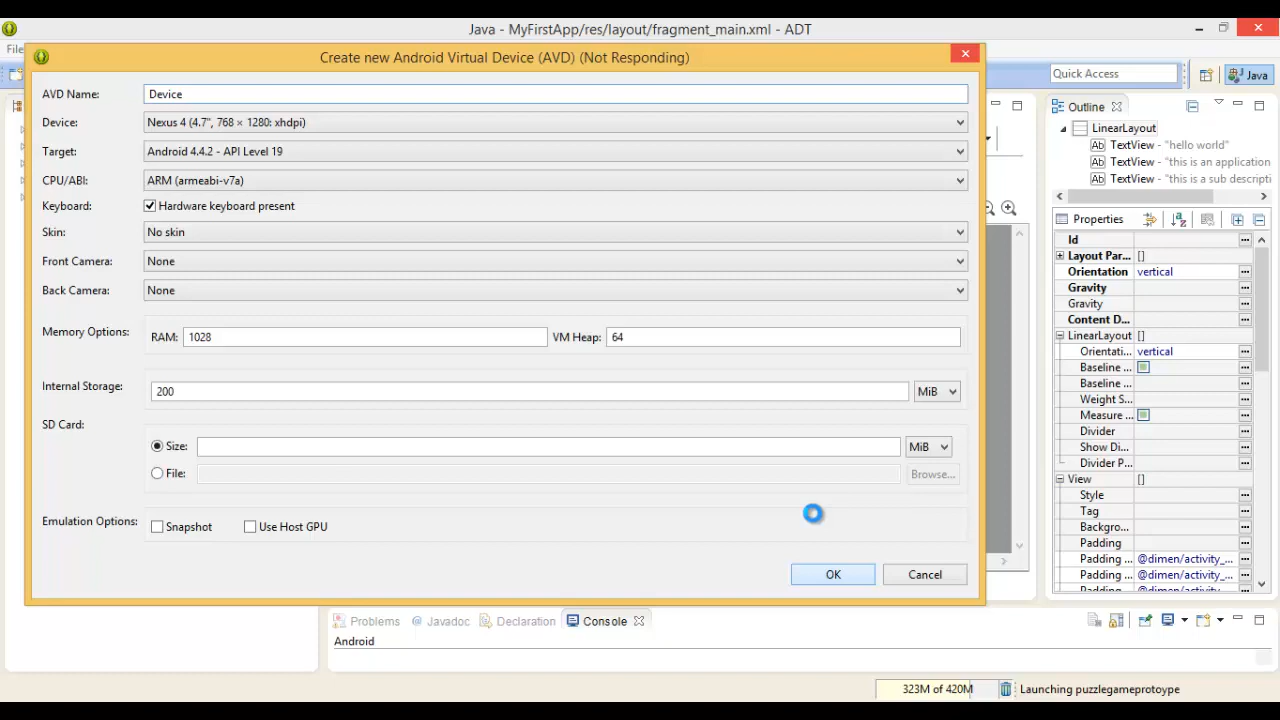 Java - MyFirstApp/res/layout/fragment_main.xml - ADT
File
Create new Android Virtual Device (AVD) (Not Responding)
Quick Access
Java
AVD Name: Device
Device: Nexus 4 (4.7", 768 × 1280: xhdpi)
Target: Android 4.4.2 - API Level 19
CPU/ABI: ARM (armeabi-v7a)
Keyboard: Hardware keyboard present
Skin: No skin
Front Camera: None
Back Camera: None
Memory Options: RAM: 1028 VM Heap: 64
Internal Storage: 200 MiB
SD Card:
Size: MiB
File: Browse...
Emulation Options: Snapshot Use Host GPU
OK Cancel
Outline
LinearLayout
Ab TextView - "hello world"
Ab TextView - "this is an application
Ab TextView - "this is a sub descripti
Properties
Id
Layout Par... []
Orientation vertical
Gravity
Gravity
Content D...
LinearLayout []
Orientati... vertical
Baseline ...
Baseline ...
Weight S...
Measure ...
Divider
Show Di...
Divider P...
View []
Style
Tag
Backgro...
Padding
Padding ... @dimen/activity_...
Padding ... @dimen/activity_...
Padding @dimen/activity_...
Problems @ Javadoc Declaration Console
Android
323M of 420M Launching puzzlegameprotoype